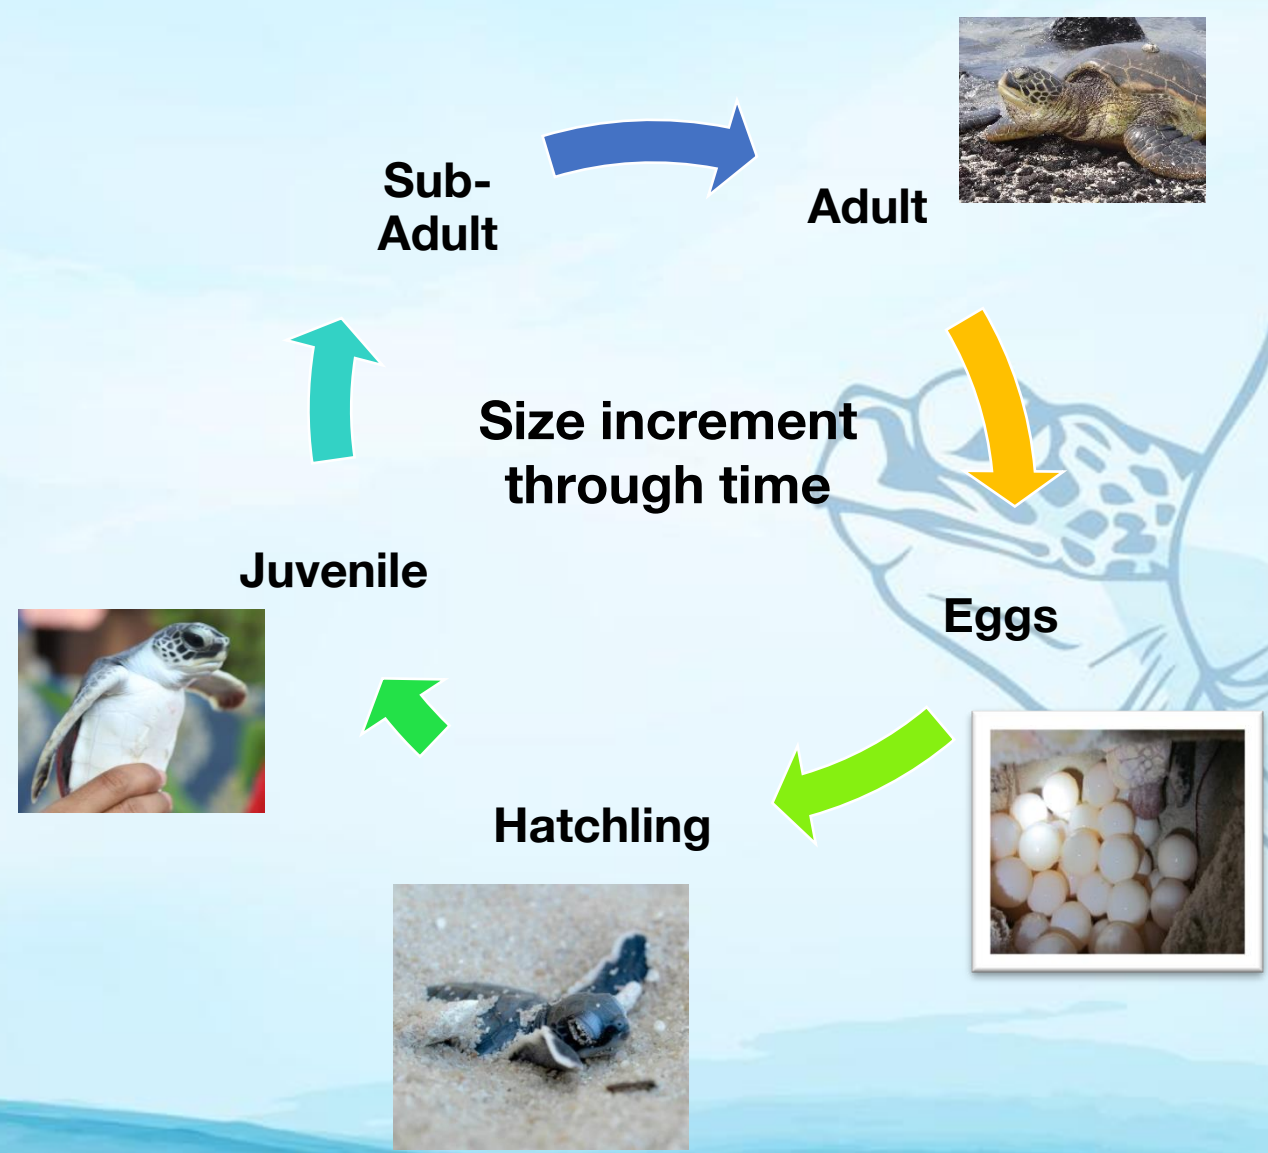 Sub-
Adult
Adult
Size increment
through time
Juvenile
Eggs
Hatchling